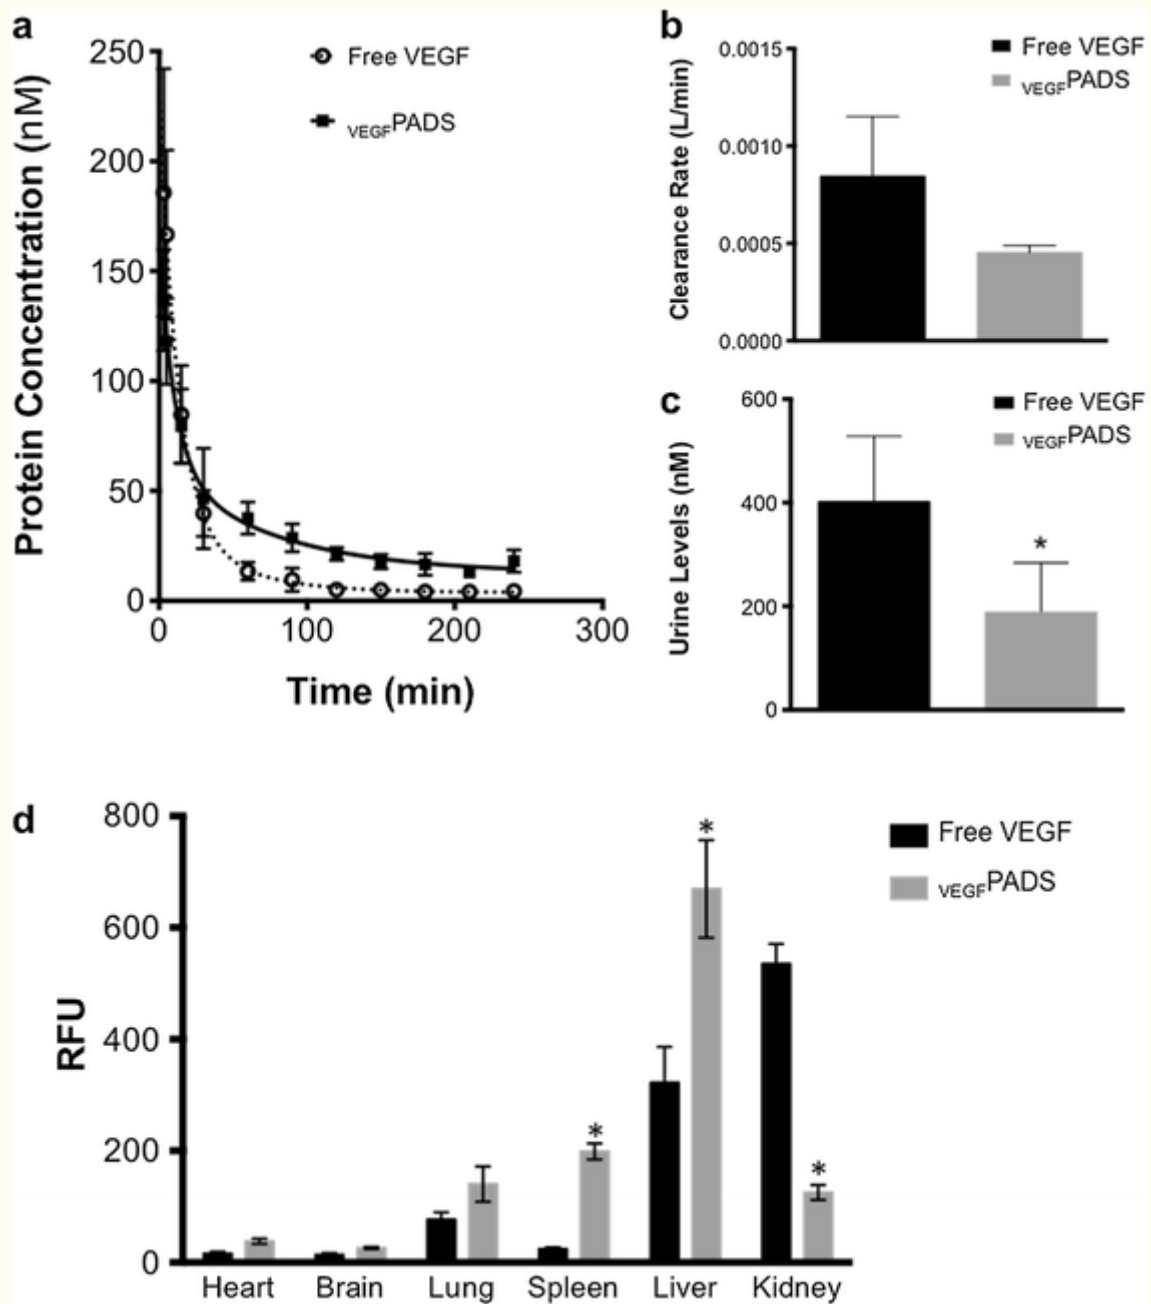 a
250
200
150
100
50
0
0 100 200 300
Protein Concentration (nM)
Time (min)
Free VEGF
VEGFPADS
b
0.0015
0.0010
0.0005
0.0000
Clearance Rate (L/min)
Free VEGF
VEGFPADS
c
600
400
200
0
Urine Levels (nM)
Free VEGF
VEGFPADS
*
d
800
600
400
200
0
RFU
* * *
Heart Brain Lung Spleen Liver Kidney
Free VEGF
VEGFPADS